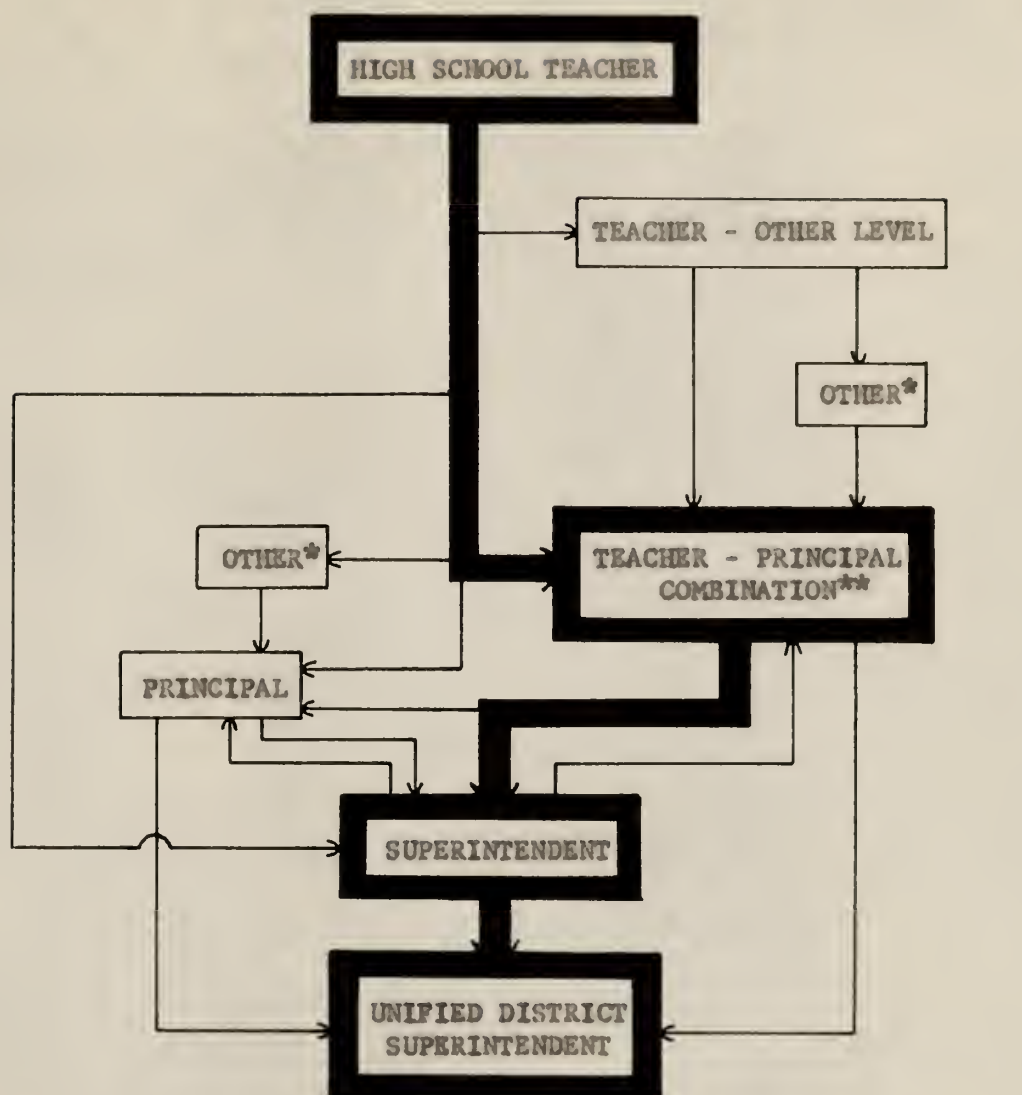 HIGH SCHOOL TEACHER
TEACHER - OTHER LEVEL
OTHER*
OTHER*
TEACHER - PRINCIPAL
COMBINATION**
PRINCIPAL
SUPERINTENDENT
UNIFIED DISTRICT
SUPERINTENDENT